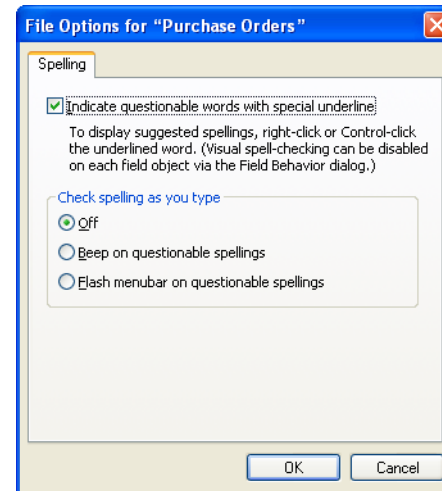 File Options for “Purchase Orders”
Spelling
Indicate questionable words with special underline
To display suggested spellings, right-click or Control-click
the underlined word. (Visual spell-checking can be disabled
on each field object via the Field Behavior dialog.)
Check spelling as you type
Off
Beep on questionable spellings
Flash menubar on questionable spellings
OK Cancel